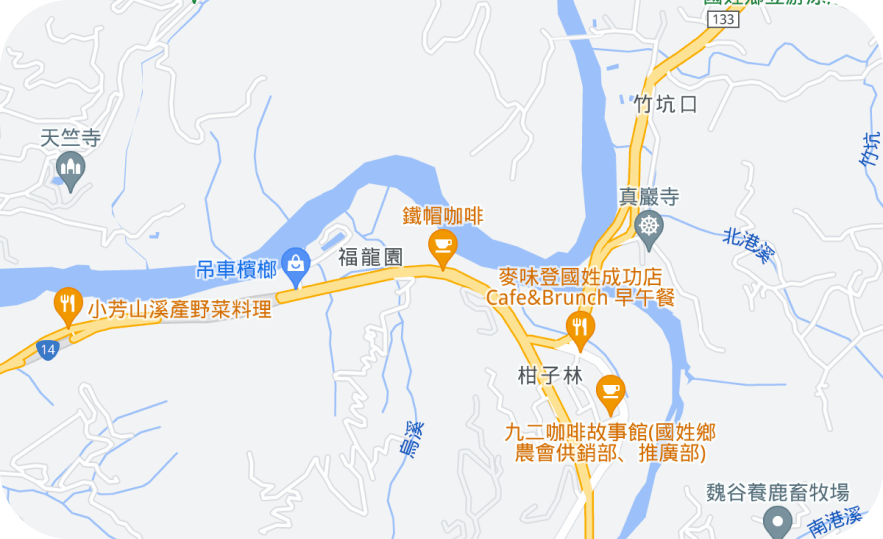 133
竹坑口
天竺寺
竹坑
真巖寺
鐵帽咖啡
北港溪
福龍園
吊車檳榔
麥味登國姓成功店
Cafe&Brunch 早午餐
小芳山溪產野菜料理
14
柑子林
烏溪
九二咖啡故事館(國姓鄉
農會供銷部、推廣部)
魏谷養鹿畜牧場
南港溪